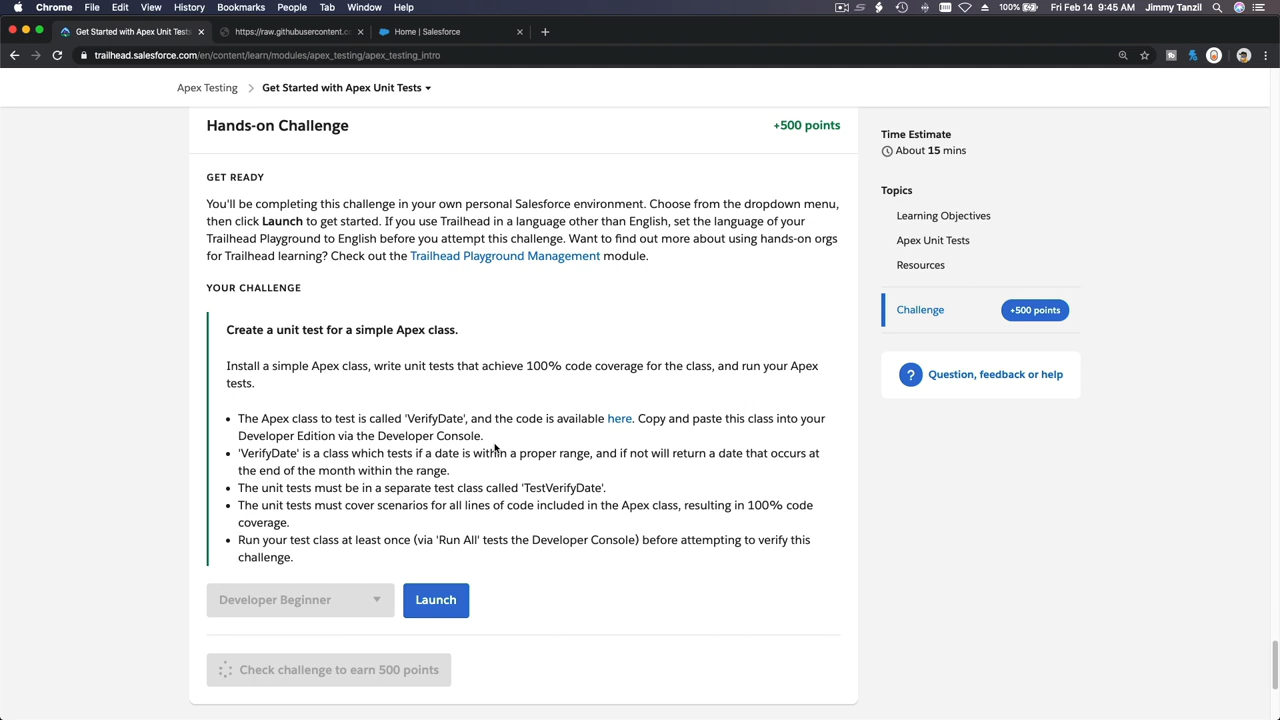 Chrome File Edit View History Bookmarks People Tab Window Help 100% Fri Feb 14 9:45 AM Jimmy Tanzil
Get Started with Apex Unit Tests https://raw.githubusercontent.c Home | Salesforce
trailhead.salesforce.com/en/content/learn/modules/apex_testing/apex_testing_intro
Apex Testing Get Started with Apex Unit Tests
Hands-on Challenge +500 points
GET READY
You'll be completing this challenge in your own personal Salesforce environment. Choose from the dropdown menu,
then click Launch to get started. If you use Trailhead in a language other than English, set the language of your
Trailhead Playground to English before you attempt this challenge. Want to find out more about using hands-on orgs
for Trailhead learning? Check out the Trailhead Playground Management module.
YOUR CHALLENGE
Create a unit test for a simple Apex class.
Install a simple Apex class, write unit tests that achieve 100% code coverage for the class, and run your Apex
tests.
• The Apex class to test is called 'VerifyDate', and the code is available here. Copy and paste this class into your
Developer Edition via the Developer Console.
• 'VerifyDate' is a class which tests if a date is within a proper range, and if not will return a date that occurs at
the end of the month within the range.
• The unit tests must be in a separate test class called 'TestVerifyDate'.
• The unit tests must cover scenarios for all lines of code included in the Apex class, resulting in 100% code
coverage.
• Run your test class at least once (via 'Run All' tests the Developer Console) before attempting to verify this
challenge.
Developer Beginner Launch
Check challenge to earn 500 points
Time Estimate
About 15 mins
Topics
Learning Objectives
Apex Unit Tests
Resources
Challenge +500 points
? Question, feedback or help